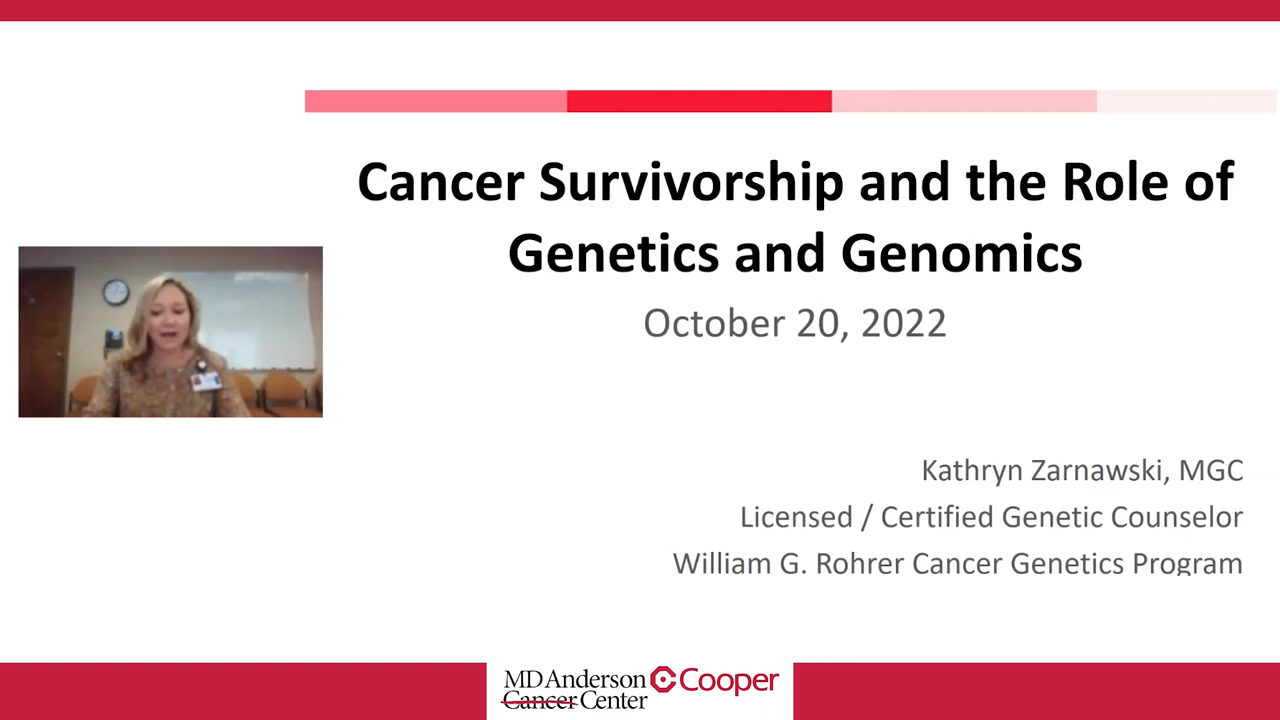 Cancer Survivorship and the Role of
Genetics and Genomics
October 20, 2022
Kathryn Zarnawski, MGC
Licensed / Certified Genetic Counselor
William G. Rohrer Cancer Genetics Program
MD Anderson Cooper
Cancer Center